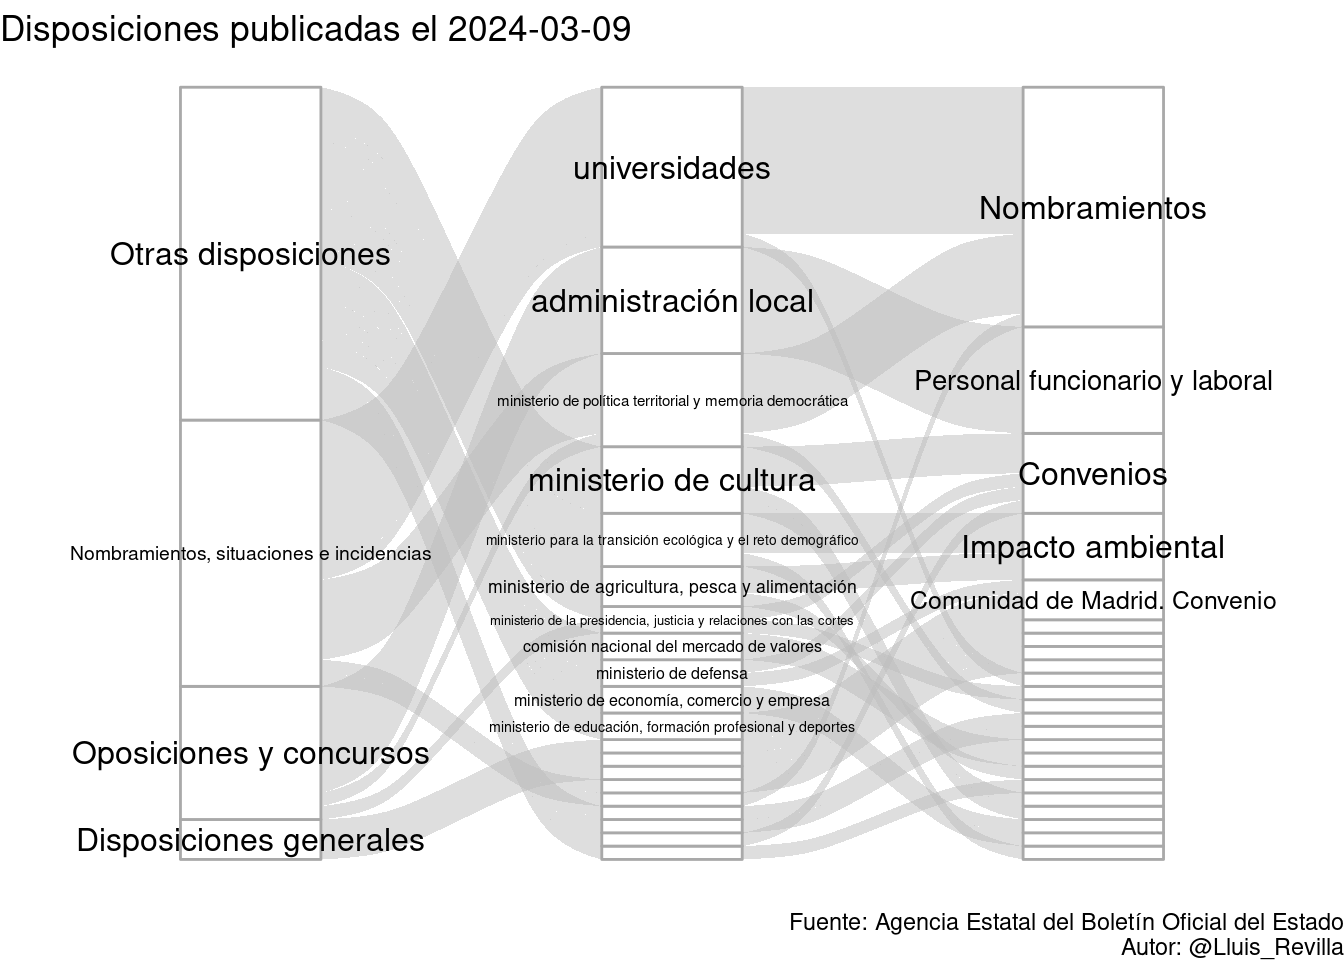 Disposiciones publicadas el 2024-03-09
Otras disposiciones
Nombramientos, situaciones e incidencias
Oposiciones y concursos
Disposiciones generales
universidades
administración local
ministerio de política territorial y memoria democrática
ministerio de cultura
ministerio para la transición ecológica y el reto demográfico
ministerio de agricultura, pesca y alimentación
ministerio de la presidencia, justicia y relaciones con las cortes
comisión nacional del mercado de valores
ministerio de defensa
ministerio de economía, comercio y empresa
ministerio de educación, formación profesional y deportes
Nombramientos
Personal funcionario y laboral
Convenios
Impacto ambiental
Comunidad de Madrid. Convenio
Fuente: Agencia Estatal del Boletín Oficial del Estado
Autor: @Lluis_Revilla